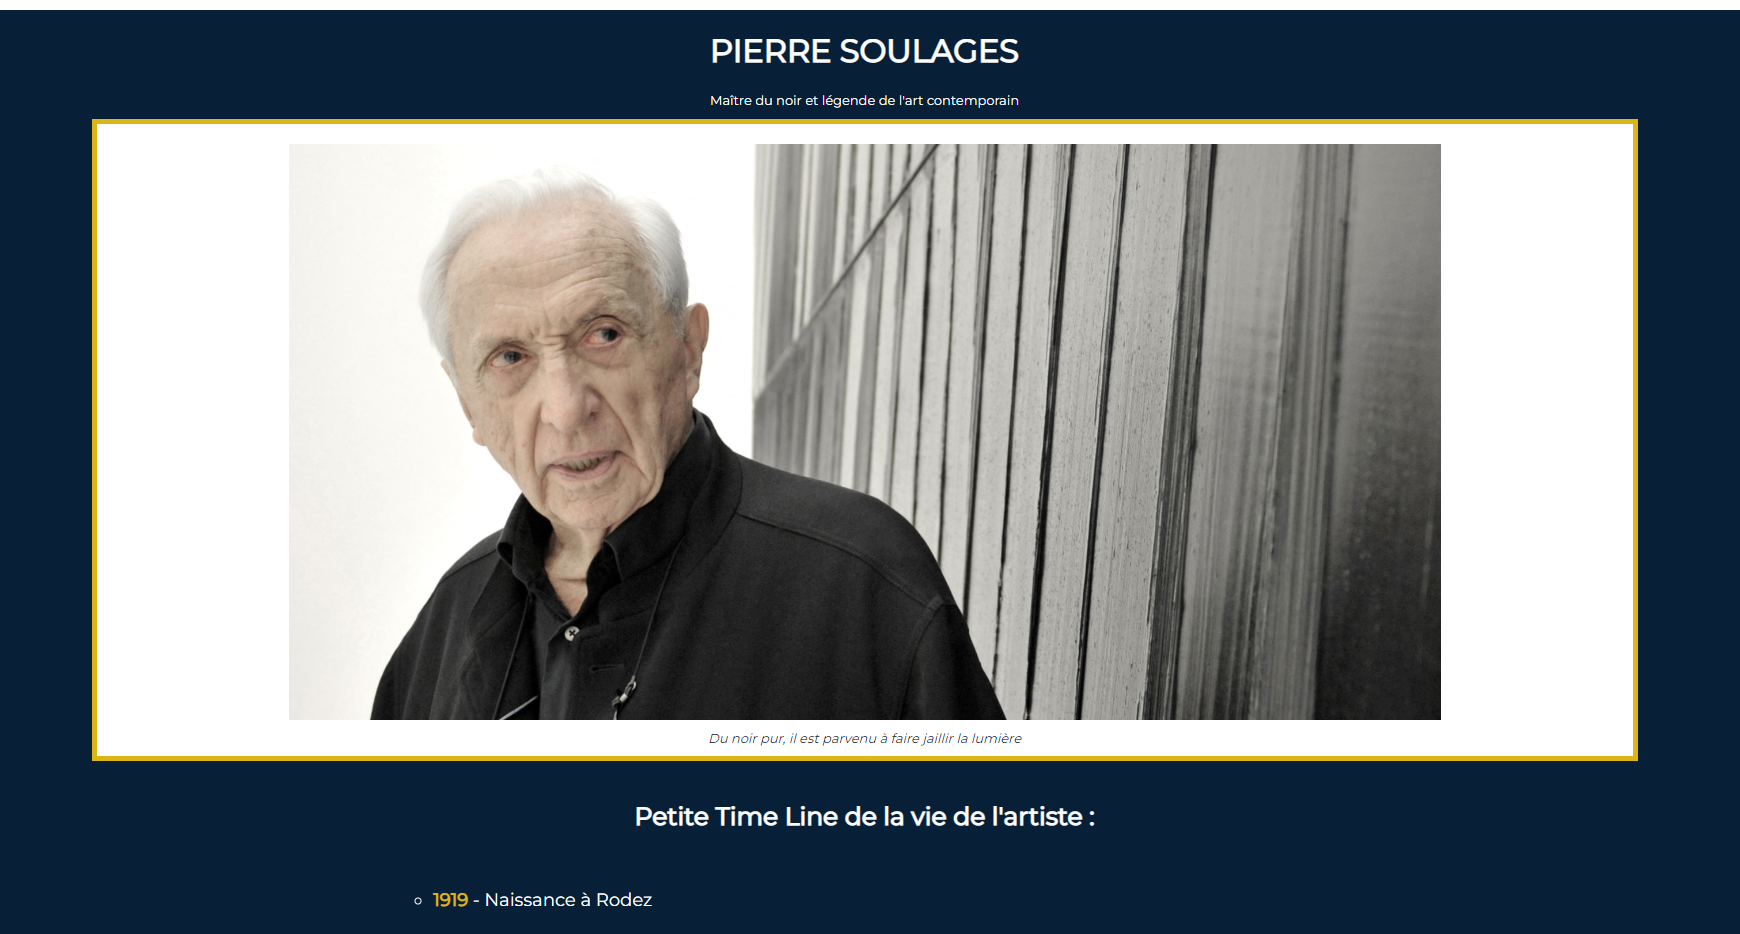 PIERRE SOULAGES
Maître du noir et légende de l'art contemporain
Du noir pur, il est parvenu à faire jaillir la lumière
Petite Time Line de la vie de l'artiste :
1919 - Naissance à Rodez